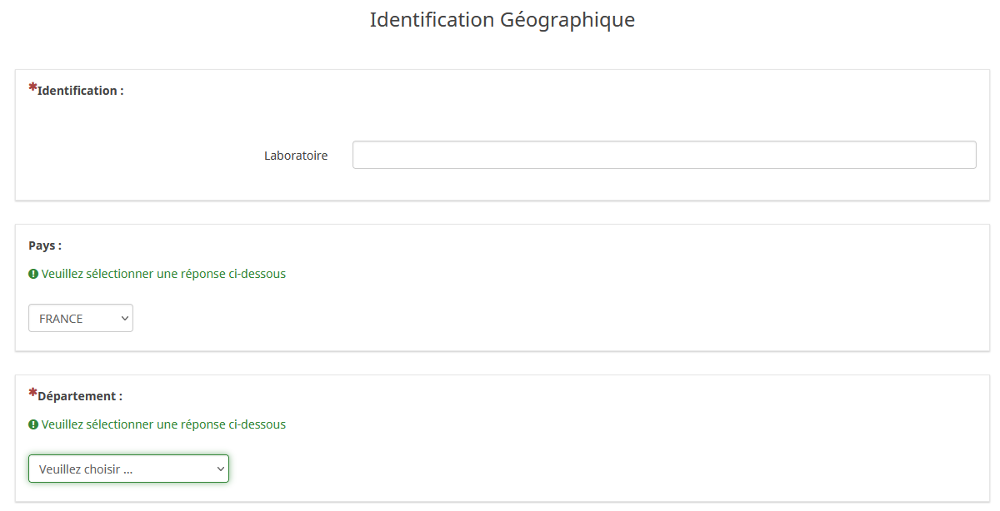 Identification Géographique
*Identification :
Laboratoire
Pays :
Veuillez sélectionner une réponse ci-dessous
FRANCE
*Département :
Veuillez sélectionner une réponse ci-dessous
Veuillez choisir ...